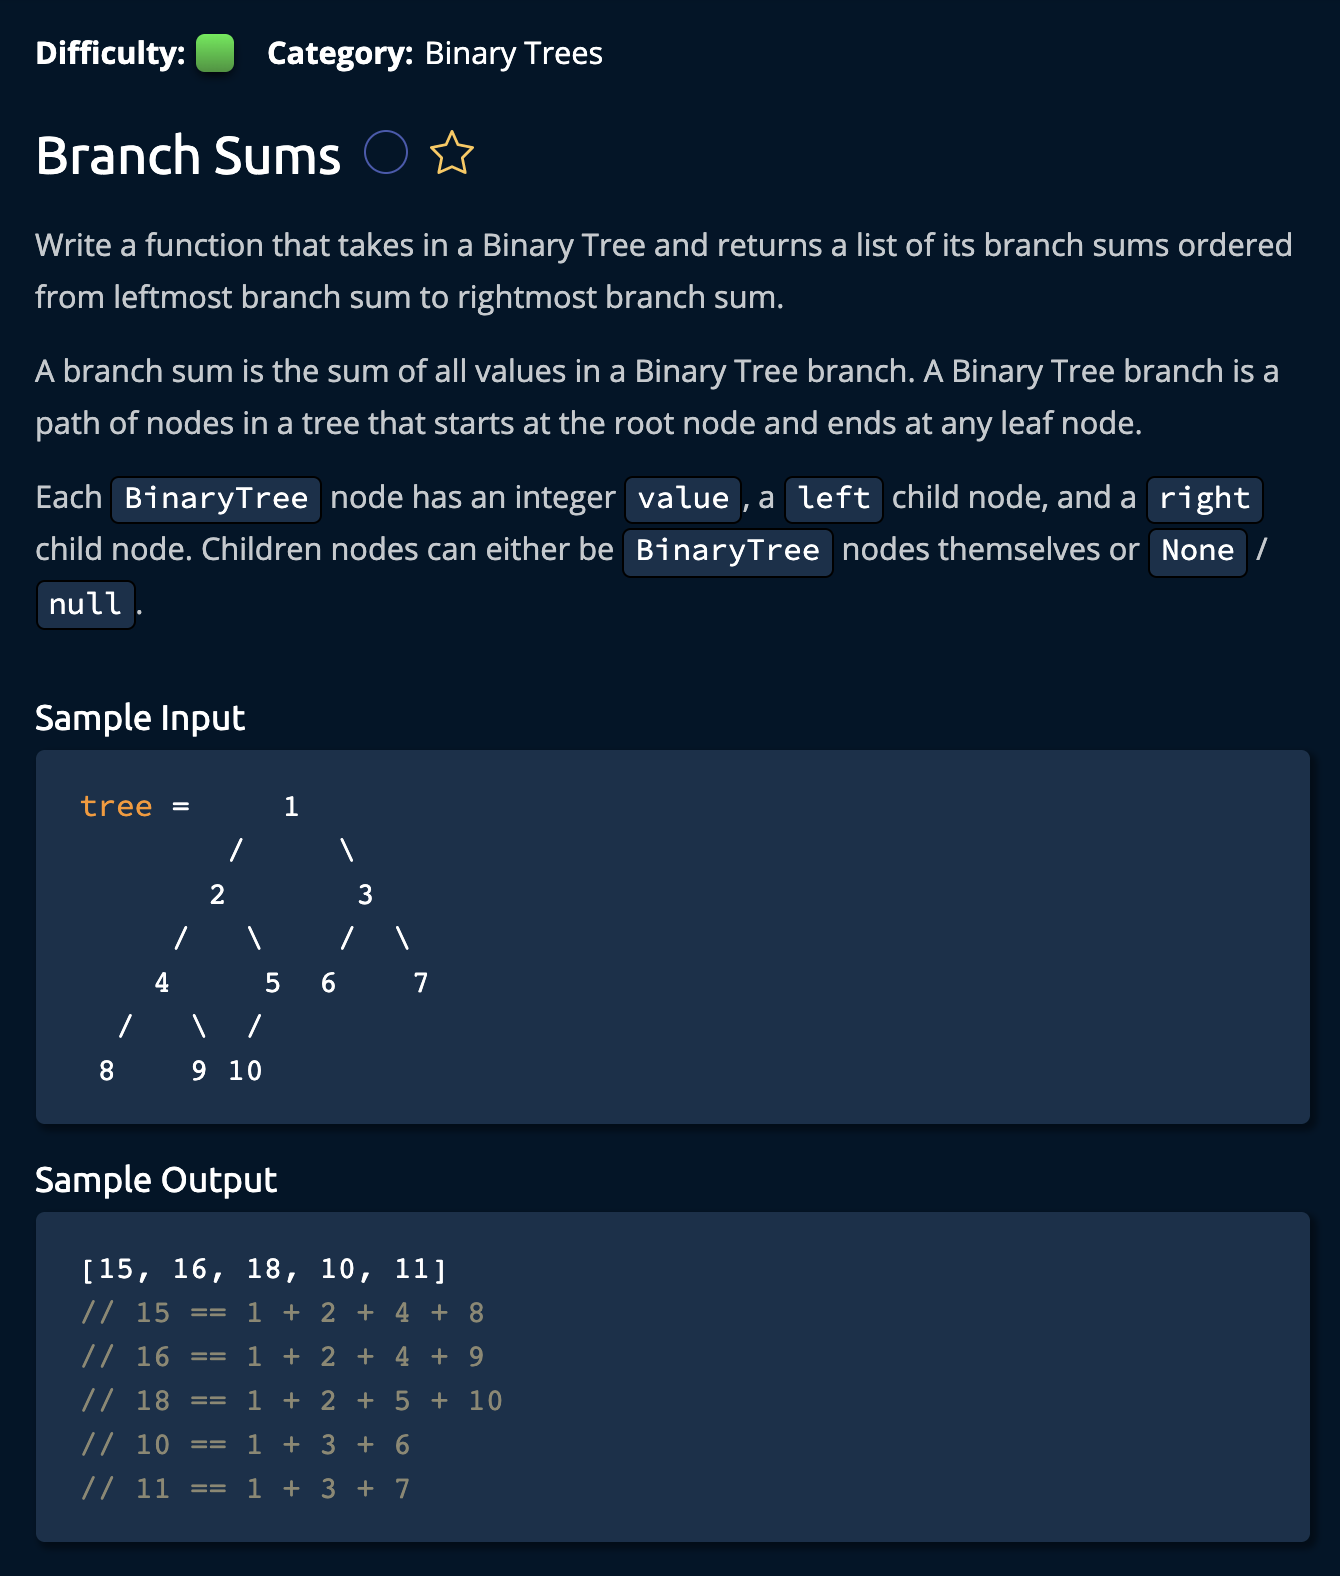 Difficulty: Category: Binary Trees
Branch Sums
Write a function that takes in a Binary Tree and returns a list of its branch sums ordered
from leftmost branch sum to rightmost branch sum.
A branch sum is the sum of all values in a Binary Tree branch. A Binary Tree branch is a
path of nodes in a tree that starts at the root node and ends at any leaf node.
Each BinaryTree node has an integer value, a left child node, and a right
child node. Children nodes can either be BinaryTree nodes themselves or None /
null.
Sample Input
tree =     1
        /     \
       2       3
     /   \    /  \
    4     5  6    7
  /   \  /
 8    9 10
Sample Output
[15, 16, 18, 10, 11]
// 15 == 1 + 2 + 4 + 8
// 16 == 1 + 2 + 4 + 9
// 18 == 1 + 2 + 5 + 10
// 10 == 1 + 3 + 6
// 11 == 1 + 3 + 7